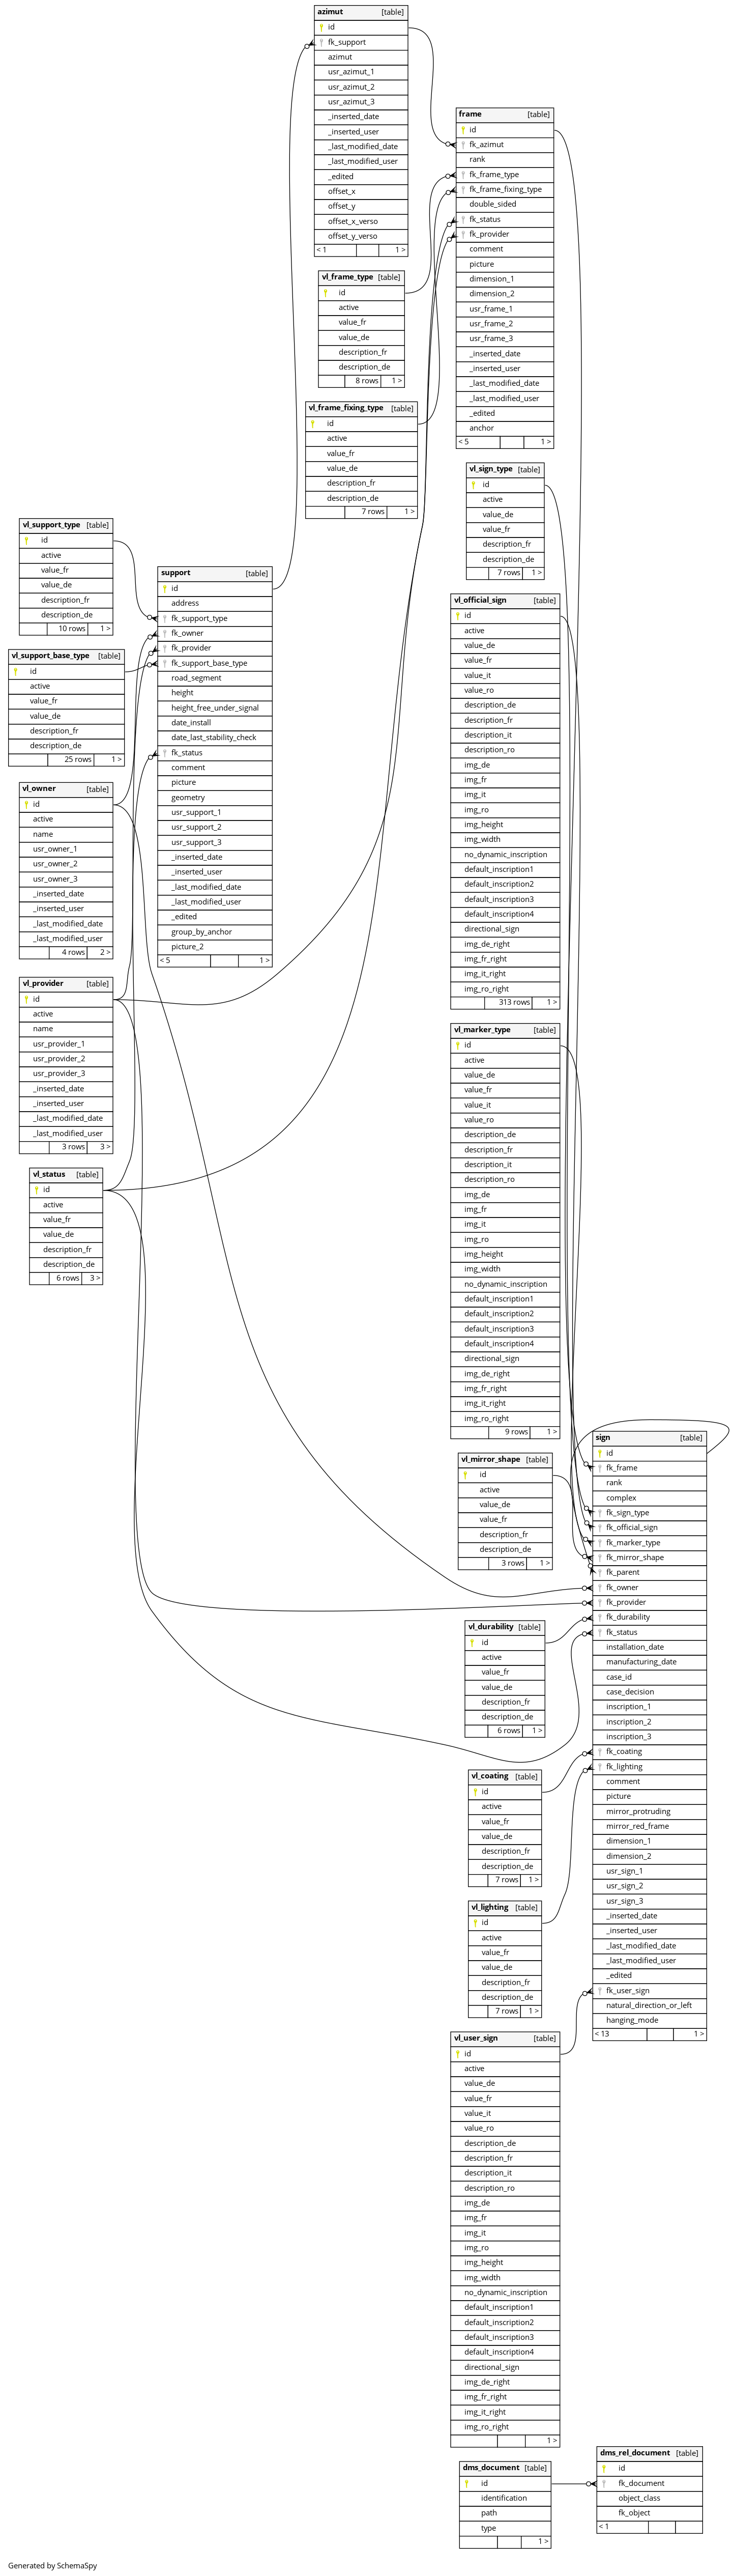 azimut [table]
id
fk_support
azimut
usr_azimut_1
usr_azimut_2
usr_azimut_3
_inserted_date
_inserted_user
_last_modified_date
_last_modified_user
_edited
offset_x
offset_y
offset_x_verso
offset_y_verso
< 1 1 >
frame [table]
id
fk_azimut
rank
fk_frame_type
fk_frame_fixing_type
double_sided
fk_status
fk_provider
comment
picture
dimension_1
dimension_2
usr_frame_1
usr_frame_2
usr_frame_3
_inserted_date
_inserted_user
_last_modified_date
_last_modified_user
_edited
anchor
< 5 1 >
vl_frame_type [table]
id
active
value_fr
value_de
description_fr
description_de
8 rows 1 >
vl_frame_fixing_type [table]
id
active
value_fr
value_de
description_fr
description_de
7 rows 1 >
vl_sign_type [table]
id
active
value_de
value_fr
description_fr
description_de
7 rows 1 >
vl_support_type [table]
id
active
value_fr
value_de
description_fr
description_de
10 rows 1 >
support [table]
id
address
fk_support_type
fk_owner
fk_provider
fk_support_base_type
road_segment
height
height_free_under_signal
date_install
date_last_stability_check
fk_status
comment
picture
geometry
usr_support_1
usr_support_2
usr_support_3
_inserted_date
_inserted_user
_last_modified_date
_last_modified_user
_edited
group_by_anchor
picture_2
< 5 1 >
vl_support_base_type [table]
id
active
value_fr
value_de
description_fr
description_de
25 rows 1 >
vl_owner [table]
id
active
name
usr_owner_1
usr_owner_2
usr_owner_3
_inserted_date
_inserted_user
_last_modified_date
_last_modified_user
4 rows 2 >
vl_provider [table]
id
active
name
usr_provider_1
usr_provider_2
usr_provider_3
_inserted_date
_inserted_user
_last_modified_date
_last_modified_user
3 rows 3 >
vl_status [table]
id
active
value_fr
value_de
description_fr
description_de
6 rows 3 >
vl_official_sign [table]
id
active
value_de
value_fr
value_it
value_ro
description_de
description_fr
description_it
description_ro
img_de
img_fr
img_it
img_ro
img_height
img_width
no_dynamic_inscription
default_inscription1
default_inscription2
default_inscription3
default_inscription4
directional_sign
img_de_right
img_fr_right
img_it_right
img_ro_right
313 rows 1 >
vl_marker_type [table]
id
active
value_de
value_fr
value_it
value_ro
description_de
description_fr
description_it
description_ro
img_de
img_fr
img_it
img_ro
img_height
img_width
no_dynamic_inscription
default_inscription1
default_inscription2
default_inscription3
default_inscription4
directional_sign
img_de_right
img_fr_right
img_it_right
img_ro_right
9 rows 1 >
sign [table]
id
fk_frame
rank
complex
fk_sign_type
fk_official_sign
fk_marker_type
fk_mirror_shape
fk_parent
fk_owner
fk_provider
fk_durability
fk_status
installation_date
manufacturing_date
case_id
case_decision
inscription_1
inscription_2
inscription_3
fk_coating
fk_lighting
comment
picture
mirror_protruding
mirror_red_frame
dimension_1
dimension_2
usr_sign_1
usr_sign_2
usr_sign_3
_inserted_date
_inserted_user
_last_modified_date
_last_modified_user
_edited
fk_user_sign
natural_direction_or_left
hanging_mode
< 13 1 >
vl_mirror_shape [table]
id
active
value_de
value_fr
description_fr
description_de
3 rows 1 >
vl_durability [table]
id
active
value_fr
value_de
description_fr
description_de
6 rows 1 >
vl_coating [table]
id
active
value_fr
value_de
description_fr
description_de
7 rows 1 >
vl_lighting [table]
id
active
value_fr
value_de
description_fr
description_de
7 rows 1 >
vl_user_sign [table]
id
active
value_de
value_fr
value_it
value_ro
description_de
description_fr
description_it
description_ro
img_de
img_fr
img_it
img_ro
img_height
img_width
no_dynamic_inscription
default_inscription1
default_inscription2
default_inscription3
default_inscription4
directional_sign
img_de_right
img_fr_right
img_it_right
img_ro_right
1 >
dms_document [table]
id
identification
path
type
1 >
dms_rel_document [table]
id
fk_document
object_class
fk_object
< 1
Generated by SchemaSpy